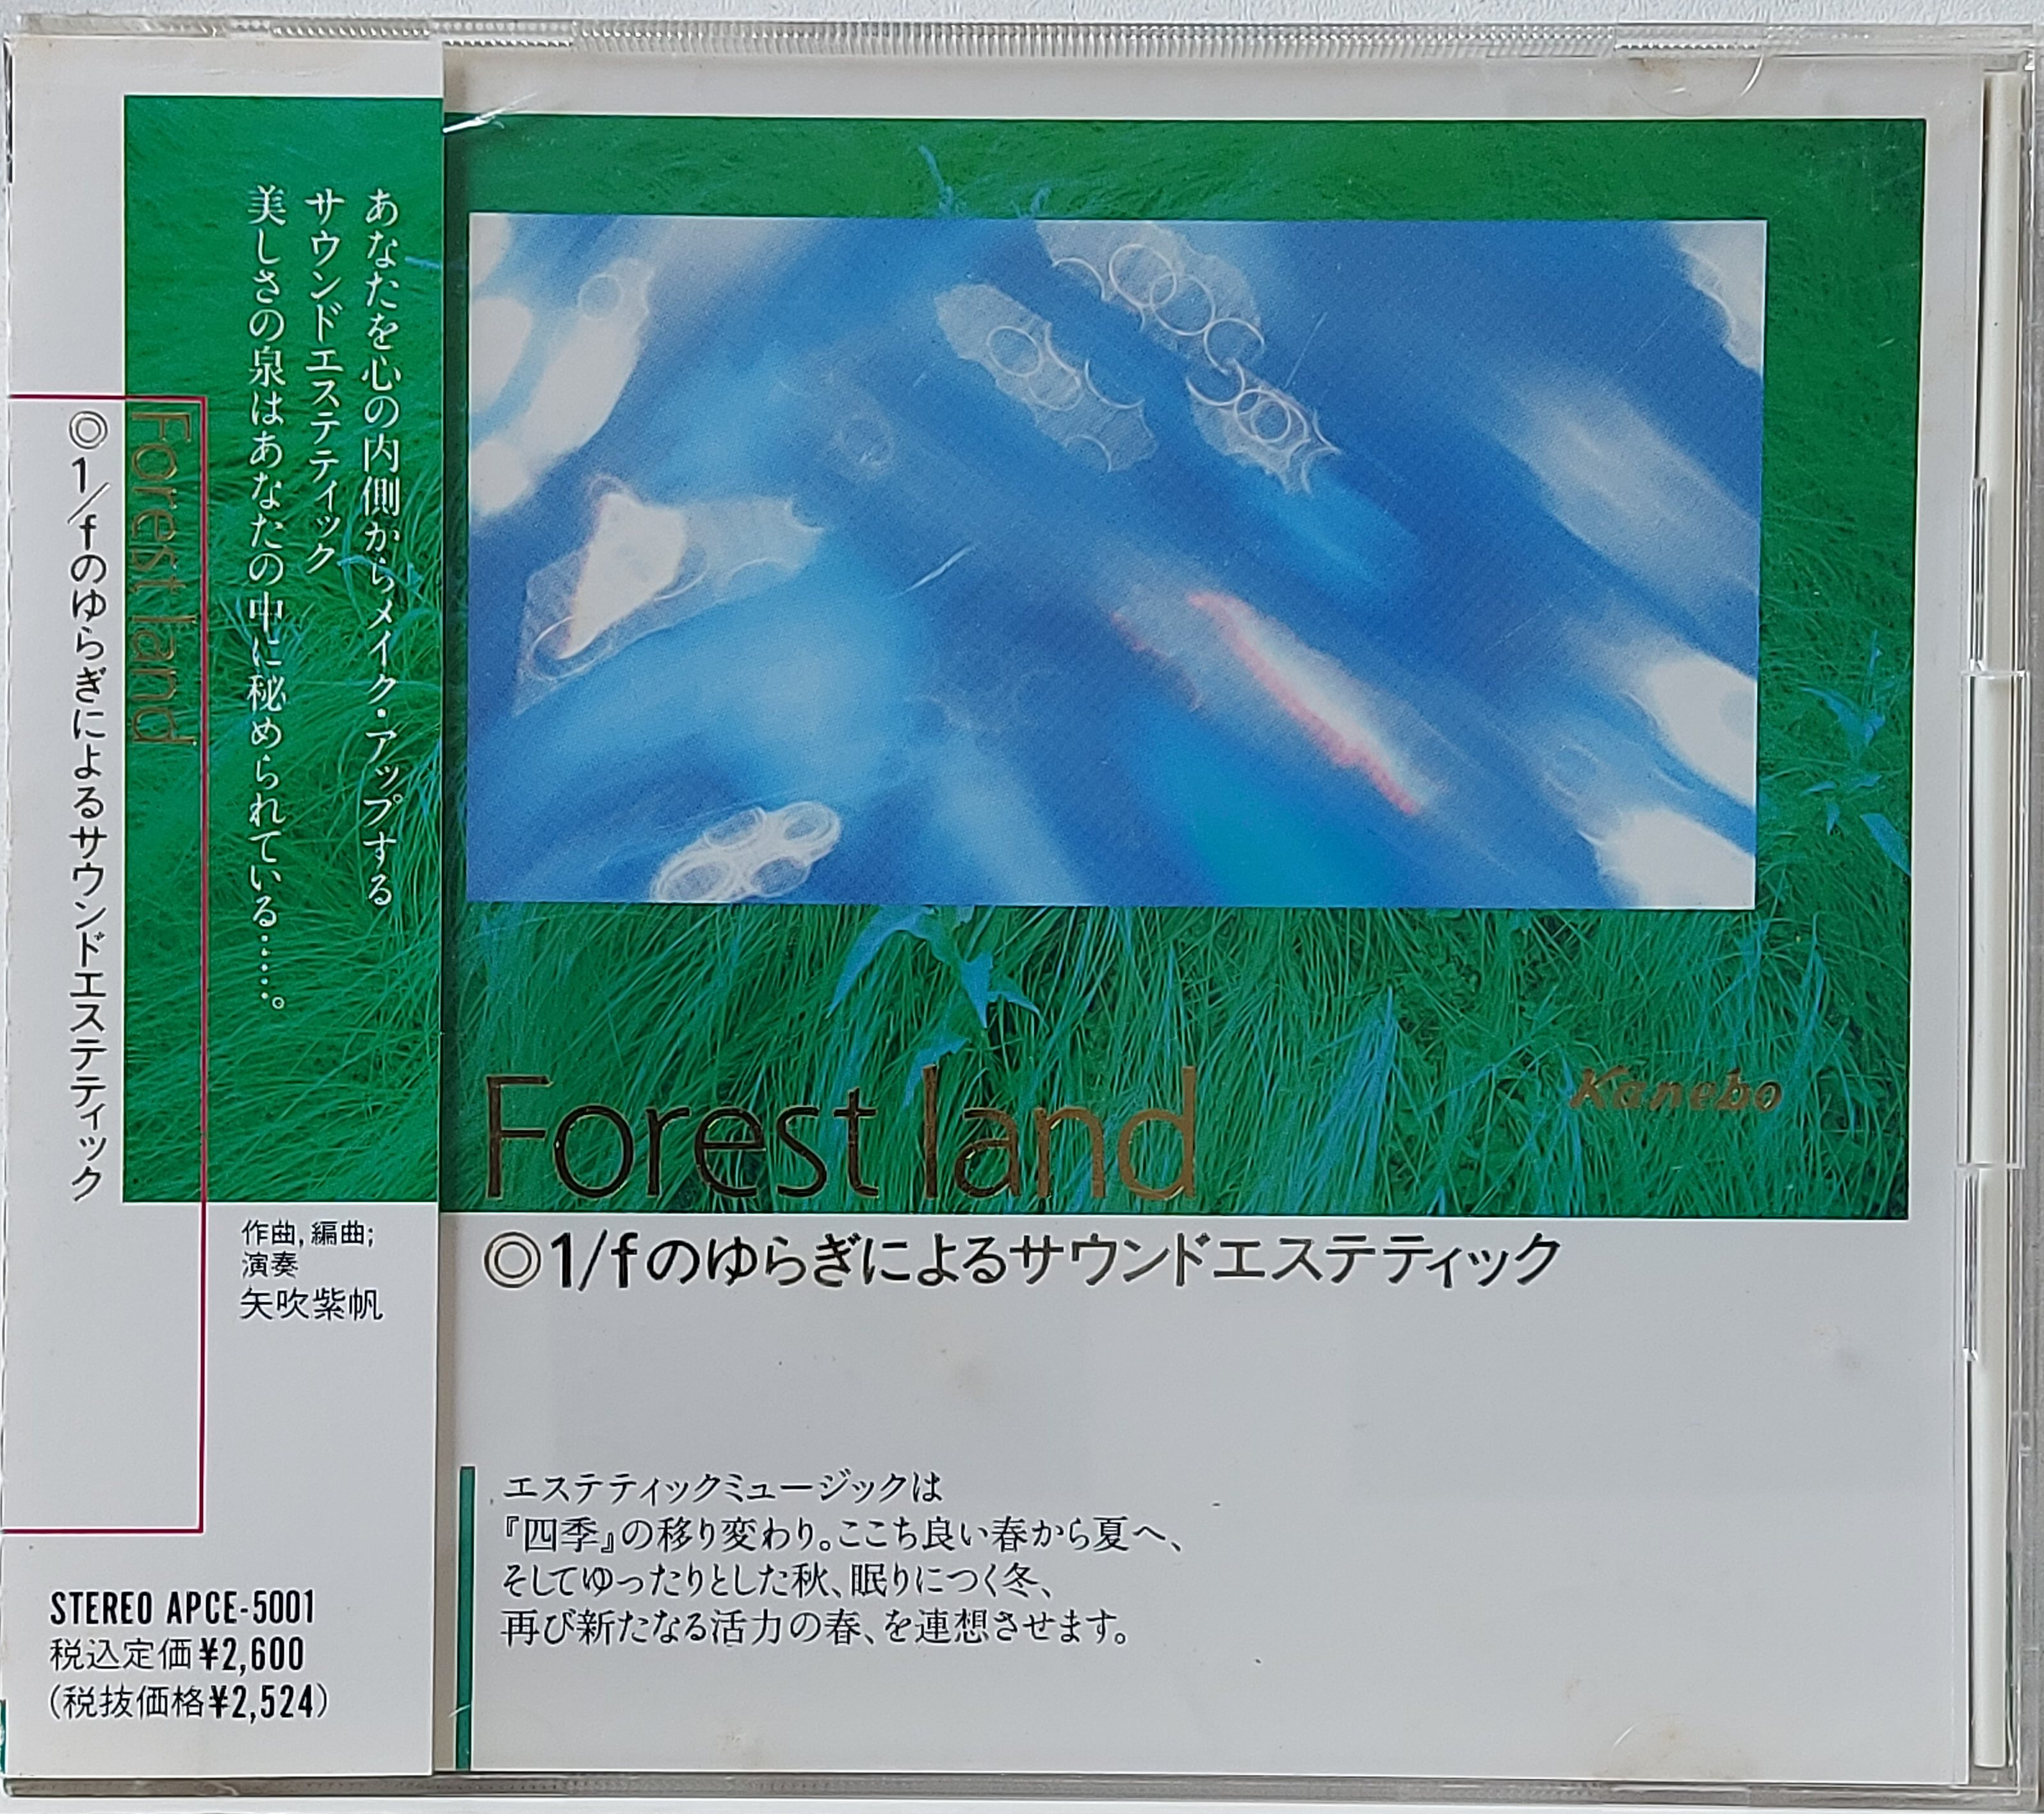 あなたを心の内側からメイク・アップする
サウンドエステティック
美しさの泉はあなたの中に秘められている……。
Forest land
◎1/fのゆらぎによるサウンドエステティック
作曲,編曲;
演奏
矢吹紫帆
STEREO APCE-5001
税込定価¥2,600
(税抜価格¥2,524)
Forest land
Kanebo
◎1/fのゆらぎによるサウンドエステティック
エステティックミュージックは
『四季』の移り変わり。ここち良い春から夏へ、
そしてゆったりとした秋、眠りにつく冬、
再び新たなる活力の春、を連想させます。